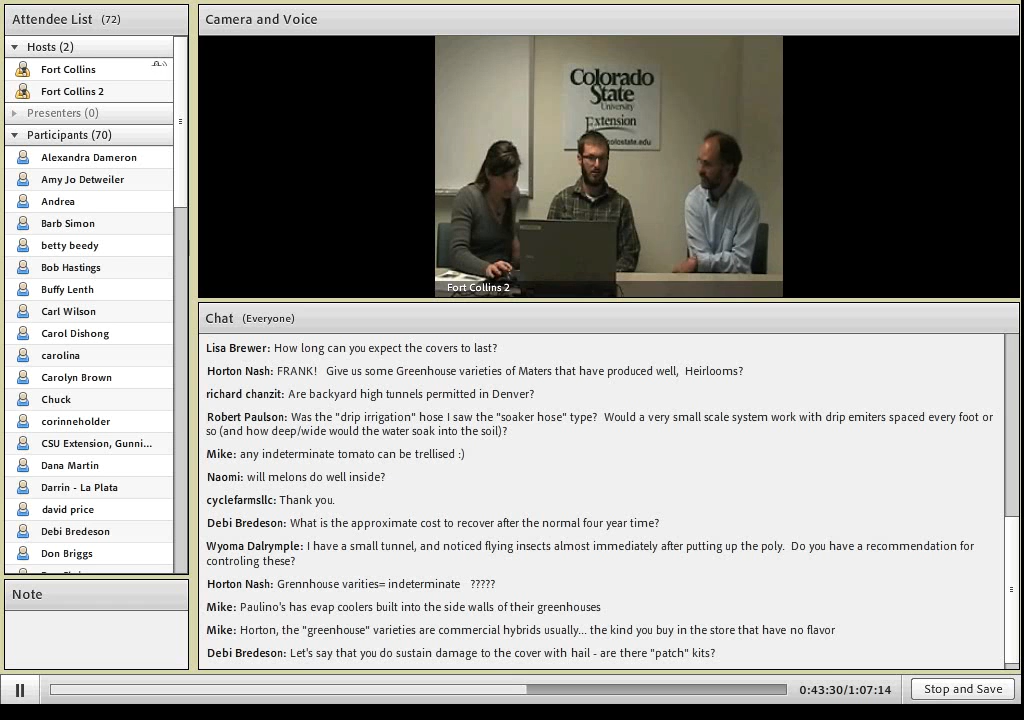 Attendee List (72)
Hosts (2)
Fort Collins
Fort Collins 2
Presenters (0)
Participants (70)
Alexandra Dameron
Amy Jo Detweiler
Andrea
Barb Simon
betty beedy
Bob Hastings
Buffy Lenth
Carl Wilson
Carol Dishong
carolina
Carolyn Brown
Chuck
corinneholder
CSU Extension, Gunni...
Dana Martin
Darrin - La Plata
david price
Debi Bredeson
Don Briggs
Note
Camera and Voice
Colorado
State
University
Extension
colostate.edu
Fort Collins 2
Chat (Everyone)
Lisa Brewer: How long can you expect the covers to last?
Horton Nash: FRANK! Give us some Greenhouse varieties of Maters that have produced well, Heirlooms?
richard chanzit: Are backyard high tunnels permitted in Denver?
Robert Paulson: Was the "drip irrigation" hose I saw the "soaker hose" type? Would a very small scale system work with drip emiters spaced every foot or
so (and how deep/wide would the water soak into the soil)?
Mike: any indeterminate tomato can be trellised :)
Naomi: will melons do well inside?
cyclefarmsllc: Thank you.
Debi Bredeson: What is the approximate cost to recover after the normal four year time?
Wyoma Dalrymple: I have a small tunnel, and noticed flying insects almost immediately after putting up the poly. Do you have a recommendation for
controling these?
Horton Nash: Grennhouse varities= indeterminate ?????
Mike: Paulino's has evap coolers built into the side walls of their greenhouses
Mike: Horton, the "greenhouse" varieties are commercial hybrids usually... the kind you buy in the store that have no flavor
Debi Bredeson: Let's say that you do sustain damage to the cover with hail - are there "patch" kits?
0:43:30/1:07:14
Stop and Save